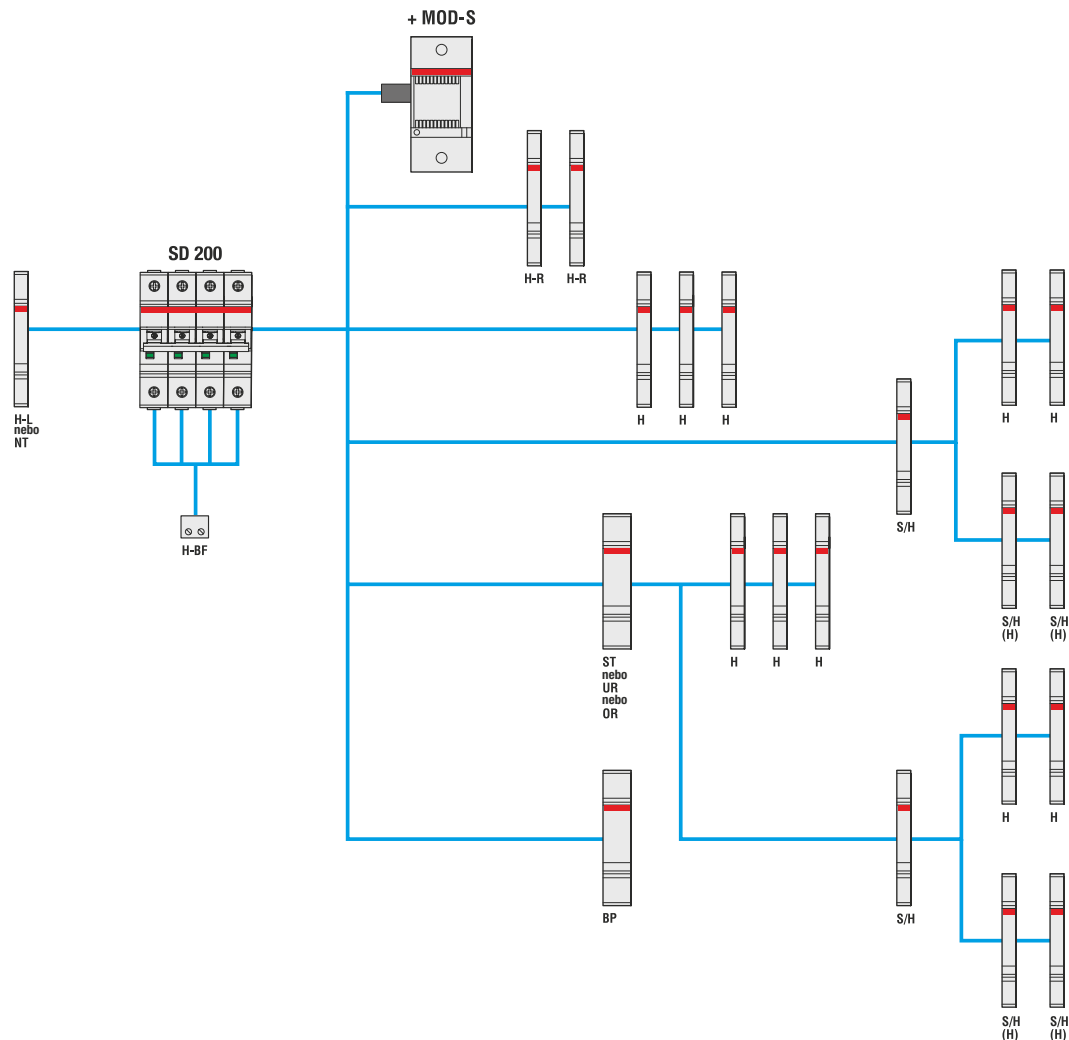 + MOD-S
H-R
H-R
SD 200
H-L
nebo
NT
H-BF
H
H
H
H
H
S/H
S/H
(H)
S/H
(H)
ST
nebo
UR
nebo
OR
H
H
H
H
H
BP
S/H
S/H
(H)
S/H
(H)